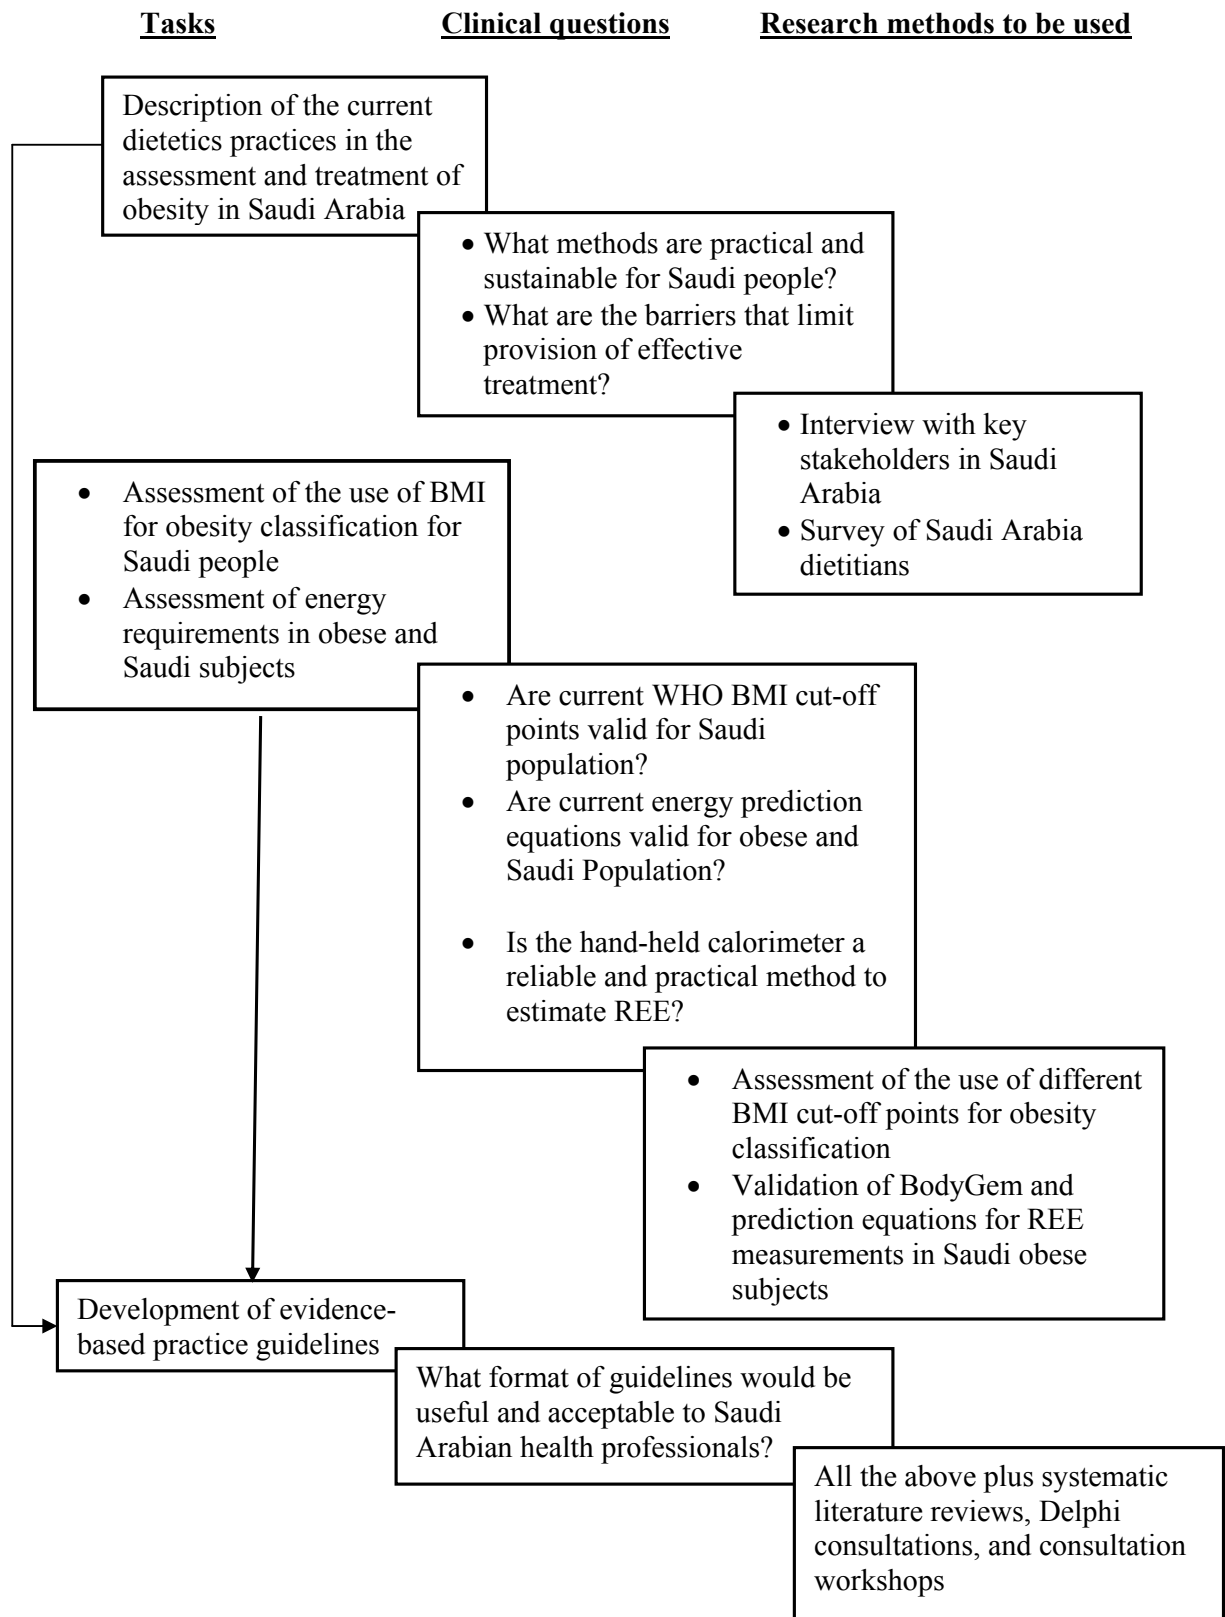 Tasks Clinical questions Research methods to be used
Description of the current
dietetics practices in the
assessment and treatment of
obesity in Saudi Arabia
• What methods are practical and
sustainable for Saudi people?
• What are the barriers that limit
provision of effective
treatment?
• Interview with key
stakeholders in Saudi
Arabia
• Survey of Saudi Arabia
dietitians
• Assessment of the use of BMI
for obesity classification for
Saudi people
• Assessment of energy
requirements in obese and
Saudi subjects
• Are current WHO BMI cut-off
points valid for Saudi
population?
• Are current energy prediction
equations valid for obese and
Saudi Population?
• Is the hand-held calorimeter a
reliable and practical method to
estimate REE?
• Assessment of the use of different
BMI cut-off points for obesity
classification
• Validation of BodyGem and
prediction equations for REE
measurements in Saudi obese
subjects
Development of evidence-
based practice guidelines
What format of guidelines would be
useful and acceptable to Saudi
Arabian health professionals?
All the above plus systematic
literature reviews, Delphi
consultations, and consultation
workshops